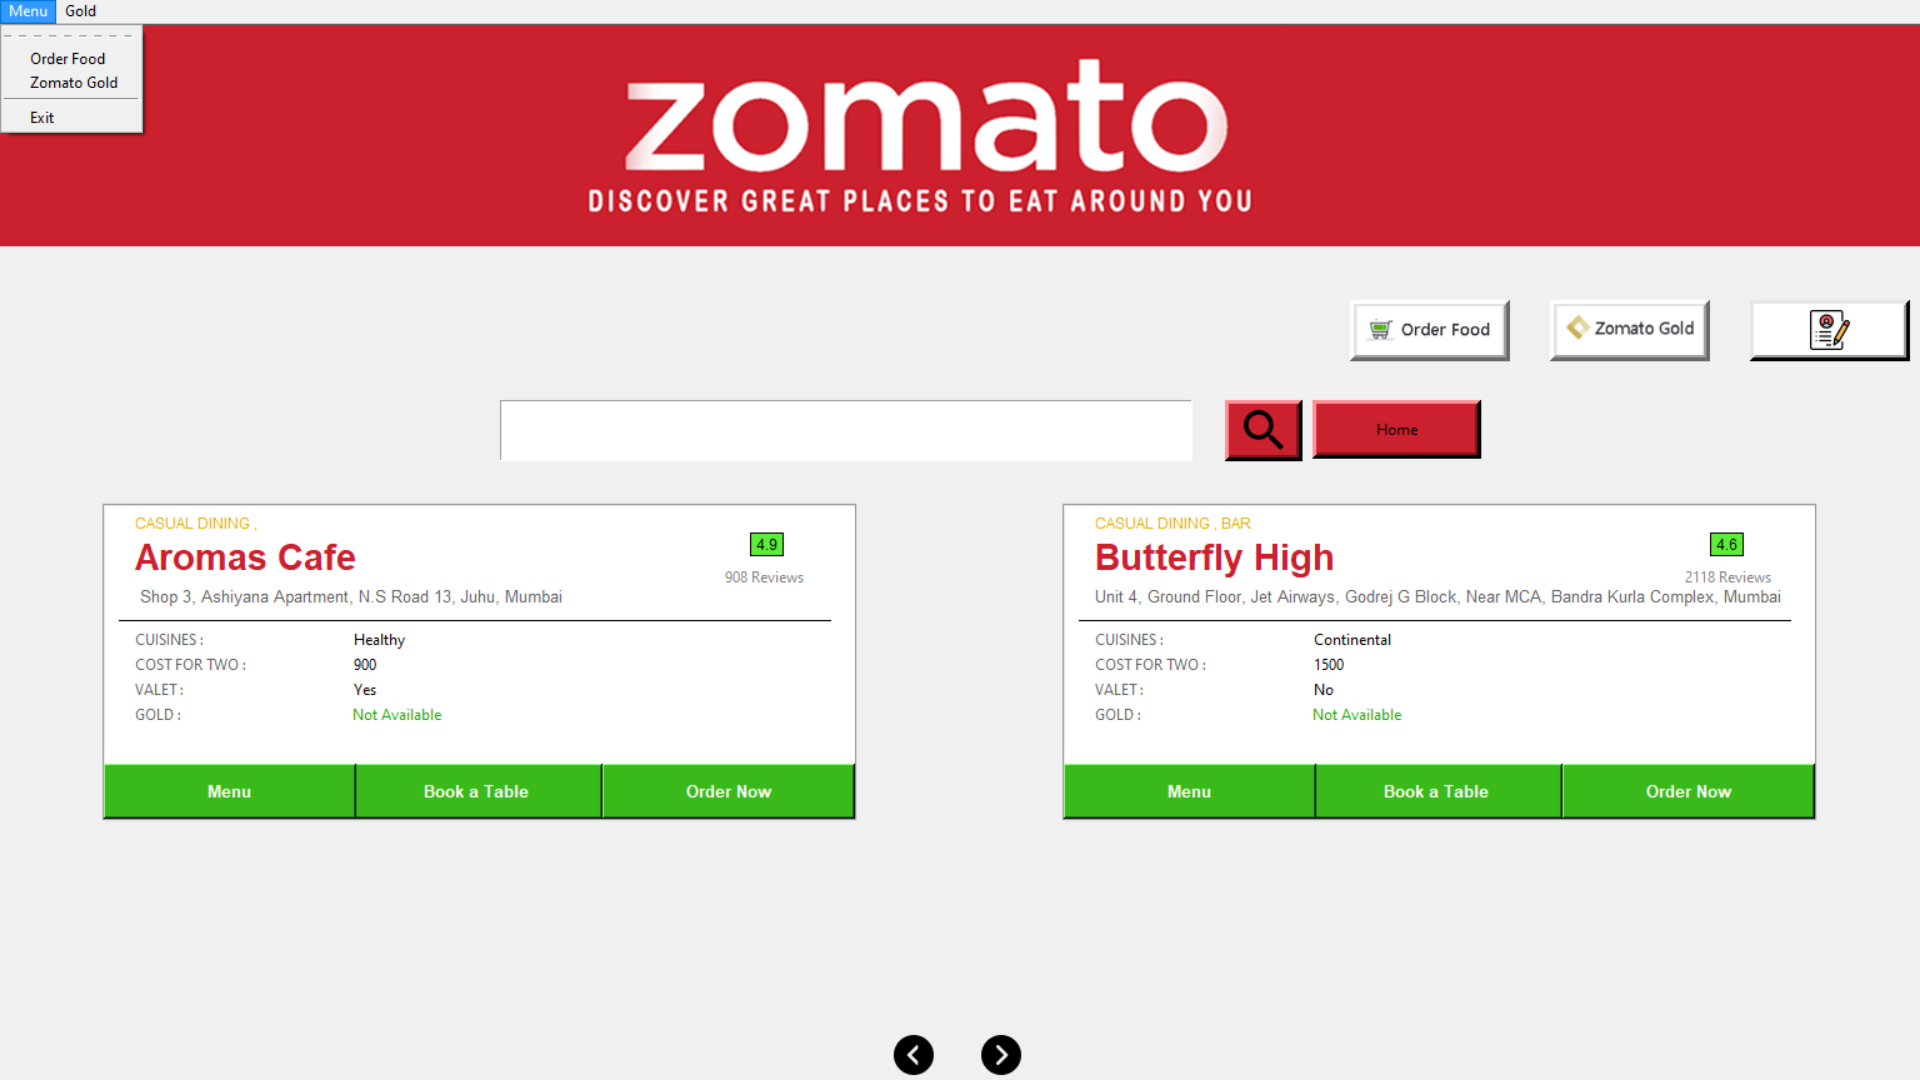 Menu Gold
Order Food
Zomato Gold
Exit
zomato
DISCOVER GREAT PLACES TO EAT AROUND YOU
Order Food
Zomato Gold
Home
CASUAL DINING ,
Aromas Cafe
4.9
908 Reviews
Shop 3, Ashiyana Apartment, N.S Road 13, Juhu, Mumbai
CUISINES : Healthy
COST FOR TWO : 900
VALET : Yes
GOLD : Not Available
Menu Book a Table Order Now
CASUAL DINING , BAR
Butterfly High
4.6
2118 Reviews
Unit 4, Ground Floor, Jet Airways, Godrej G Block, Near MCA, Bandra Kurla Complex, Mumbai
CUISINES : Continental
COST FOR TWO : 1500
VALET : No
GOLD : Not Available
Menu Book a Table Order Now